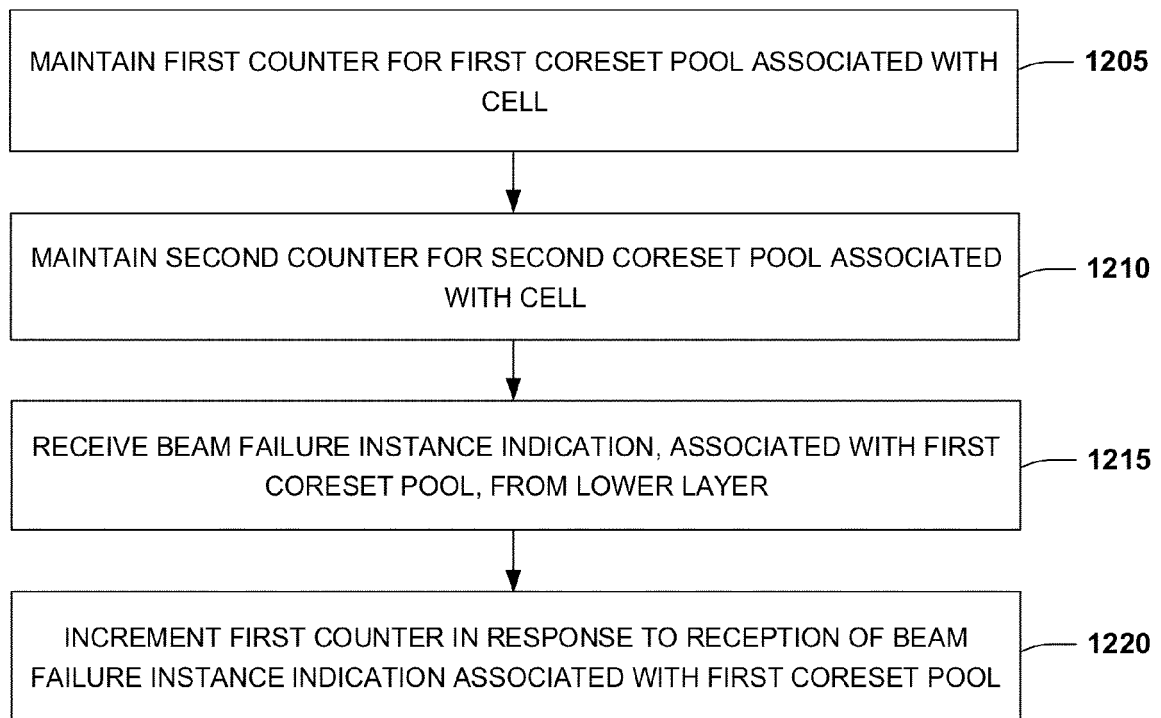 MAINTAIN FIRST COUNTER FOR FIRST CORESET POOL ASSOCIATED WITH
CELL
1205
MAINTAIN SECOND COUNTER FOR SECOND CORESET POOL ASSOCIATED
WITH CELL
1210
RECEIVE BEAM FAILURE INSTANCE INDICATION, ASSOCIATED WITH FIRST
CORESET POOL, FROM LOWER LAYER
1215
INCREMENT FIRST COUNTER IN RESPONSE TO RECEPTION OF BEAM
FAILURE INSTANCE INDICATION ASSOCIATED WITH FIRST CORESET POOL
1220